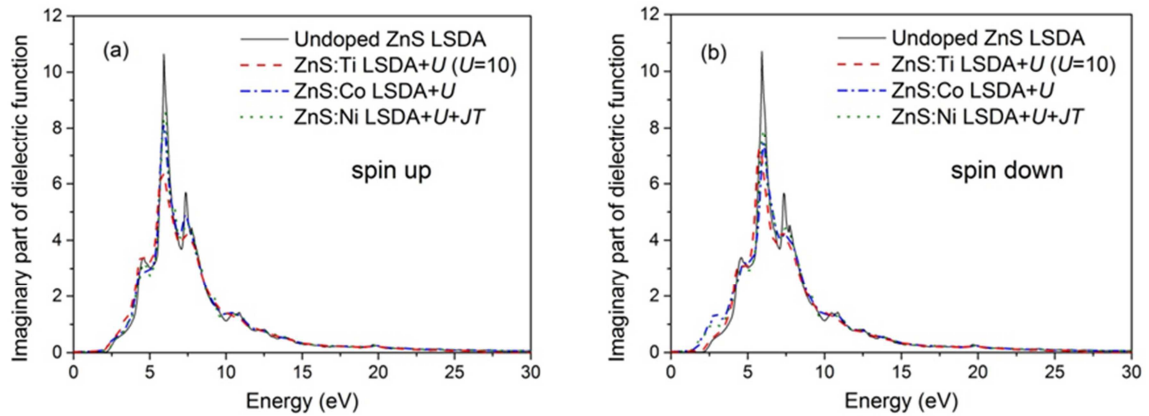 (a)
Undoped ZnS LSDA
ZnS:Ti LSDA+U (U=10)
ZnS:Co LSDA+U
ZnS:Ni LSDA+U+JT
spin up
Imaginary part of dielectric function
12
10
8
6
4
2
0
0 5 10 15 20 25 30
Energy (eV)
(b)
Undoped ZnS LSDA
ZnS:Ti LSDA+U (U=10)
ZnS:Co LSDA+U
ZnS:Ni LSDA+U+JT
spin down
Imaginary part of dielectric function
12
10
8
6
4
2
0
0 5 10 15 20 25 30
Energy (eV)